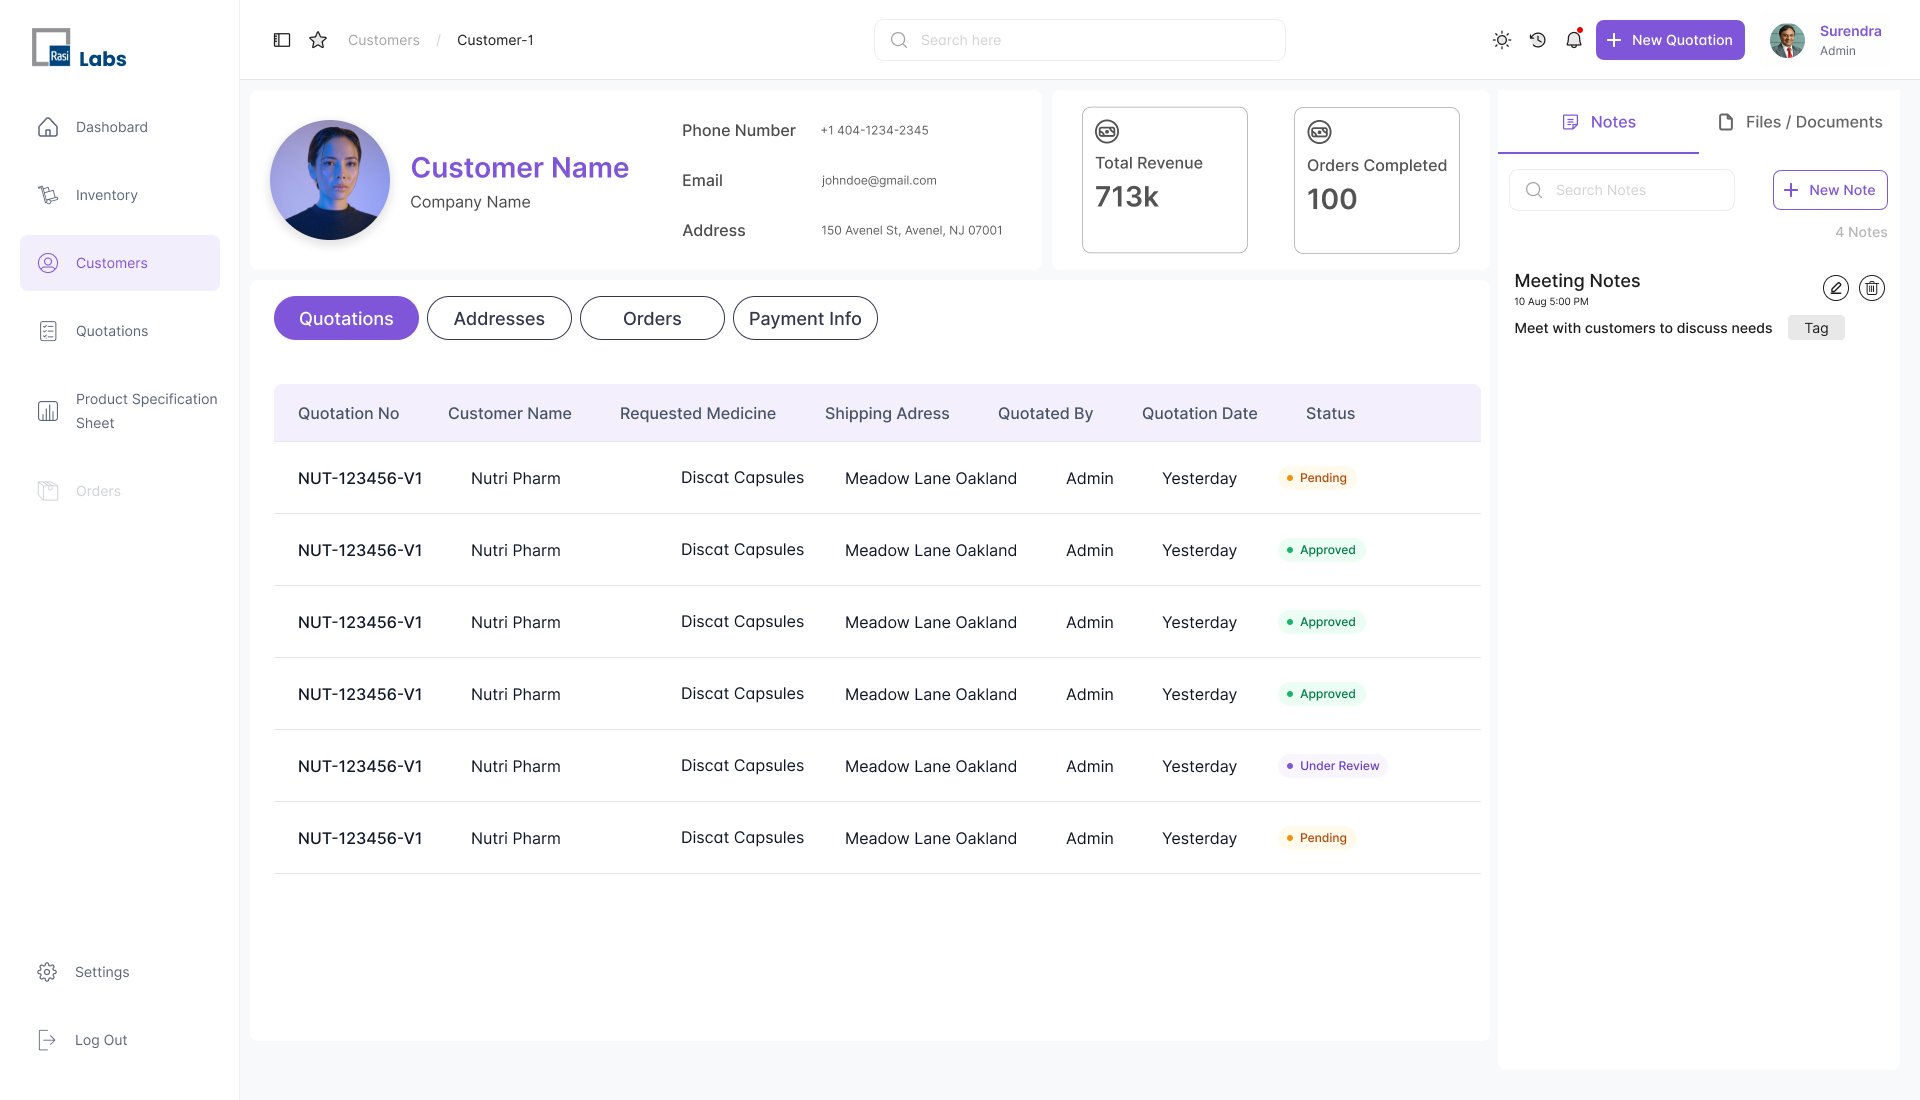 Rasi Labs
Customers / Customer-1
Search here
New Quotation
Surendra
Admin
Dashobard
Inventory
Customers
Quotations
Product Specification
Sheet
Orders
Settings
Log Out
Customer Name
Company Name
Phone Number +1 404-1234-2345
Email johndoe@gmail.com
Address 150 Avenel St, Avenel, NJ 07001
Total Revenue
713k
Orders Completed
100
Quotations Addresses Orders Payment Info
Quotation No Customer Name Requested Medicine Shipping Adress Quotated By Quotation Date Status
NUT-123456-V1 Nutri Pharm Discat Capsules Meadow Lane Oakland Admin Yesterday Pending
NUT-123456-V1 Nutri Pharm Discat Capsules Meadow Lane Oakland Admin Yesterday Approved
NUT-123456-V1 Nutri Pharm Discat Capsules Meadow Lane Oakland Admin Yesterday Approved
NUT-123456-V1 Nutri Pharm Discat Capsules Meadow Lane Oakland Admin Yesterday Approved
NUT-123456-V1 Nutri Pharm Discat Capsules Meadow Lane Oakland Admin Yesterday Under Review
NUT-123456-V1 Nutri Pharm Discat Capsules Meadow Lane Oakland Admin Yesterday Pending
Notes Files / Documents
Search Notes
New Note
4 Notes
Meeting Notes
10 Aug 5:00 PM
Meet with customers to discuss needs Tag